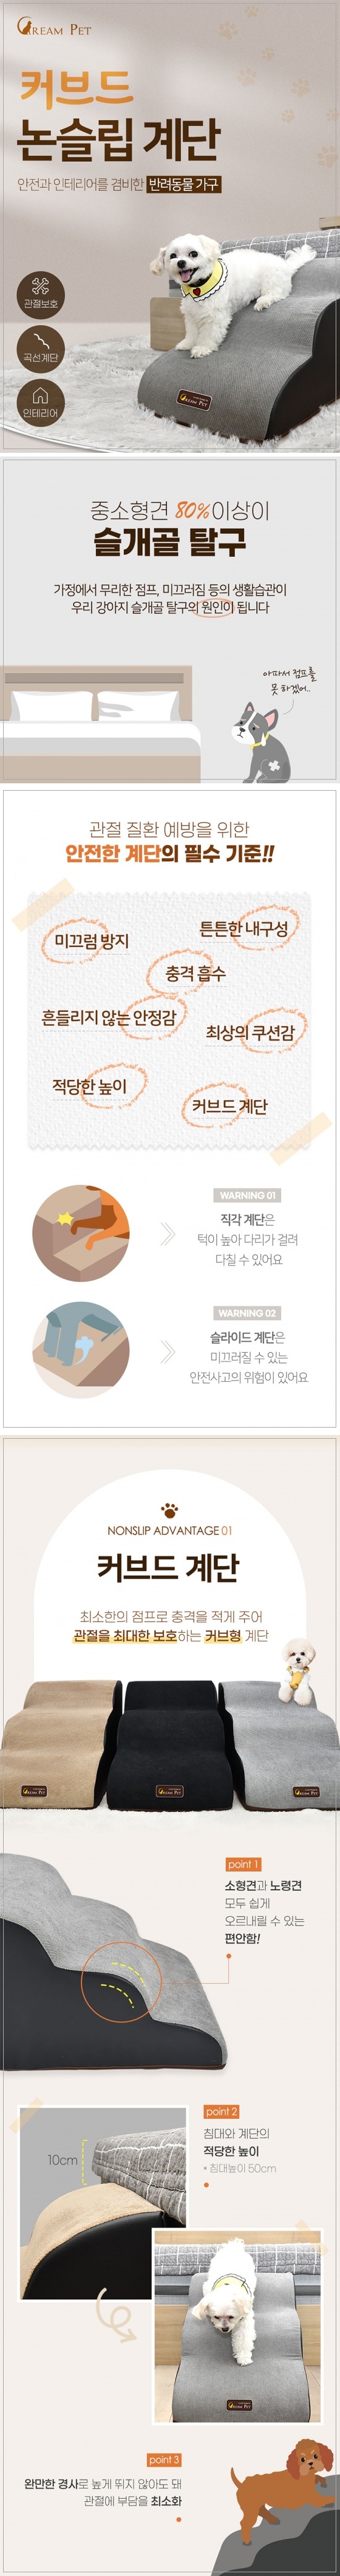 DREAM PET
커브드
논슬립 계단
안전과 인테리어를 겸비한 반려동물 가구
관절보호
곡선계단
인테리어
DREAM PET
중소형견 80%이상이
슬개골 탈구
가정에서 무리한 점프, 미끄러짐 등의 생활습관이
우리 강아지 슬개골 탈구의 원인이 됩니다
아파서 점프를
못 하겠어..
관절 질환 예방을 위한
안전한 계단의 필수 기준!!
미끄럼 방지
튼튼한 내구성
충격 흡수
흔들리지 않는 안정감
최상의 쿠션감
적당한 높이
커브드 계단
WARNING 01
직각 계단은
턱이 높아 다리가 걸려
다칠 수 있어요
WARNING 02
슬라이드 계단은
미끄러질 수 있는
안전사고의 위험이 있어요
NONSLIP ADVANTAGE 01
커브드 계단
최소한의 점프로 충격을 적게 주어
관절을 최대한 보호하는 커브형 계단
DREAM PET
DREAM PET
DREAM PET
point 1
소형견과 노령견
모두 쉽게
오르내릴 수 있는
편안함!
point 2
침대와 계단의
적당한 높이
* 침대높이 50cm
10cm
DREAM PET
point 3
완만한 경사로 높게 뛰지 않아도 돼
관절에 부담을 최소화